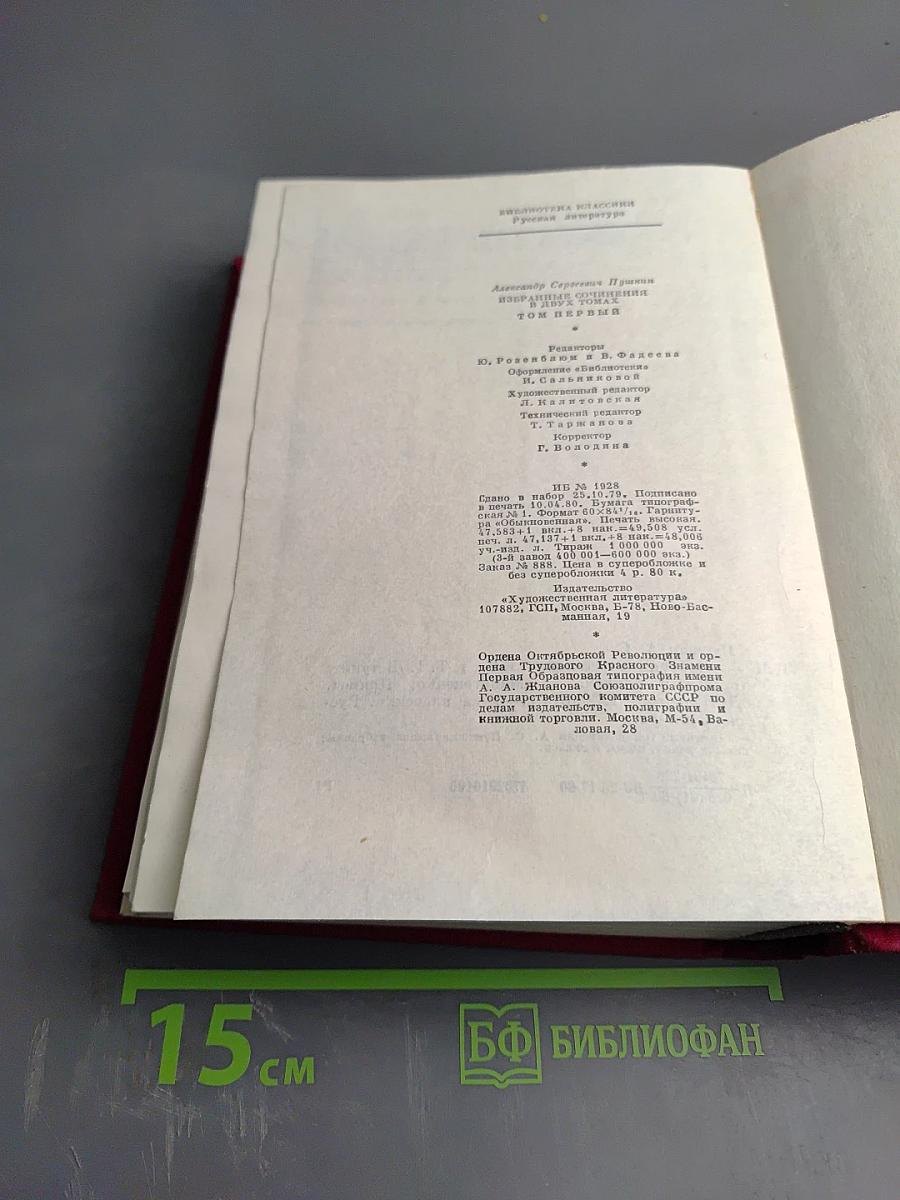 БИБЛИОТЕКА КЛАССИКИ
Русская литература
Александр Сергеевич Пушкин
ИЗБРАННЫЕ СОЧИНЕНИЯ
В ДВУХ ТОМАХ
ТОМ ПЕРВЫЙ
*
Редакторы
Ю. Розенблюм и В. Фадеева
Оформление «Библиотеки»
И. Сальниковой
Художественный редактор
Л. Калитовская
Технический редактор
Т. Таржанова
Корректор
Г. Володина
*
ИБ № 1928
Сдано в набор 25.10.79. Подписано
в печать 10.04.80. Бумага типограф-
ская № 1. Формат 60×84¹/₁₆. Гарниту-
ра «Обыкновенная». Печать высокая.
47,583+1 вкл.+8 нак.=49,508 усл.
печ. л. 47,137+1 вкл.+8 нак.=48,006
уч.-изд. л. Тираж 1 000 000 экз.
(3-й завод 400 001—600 000 экз.)
Заказ № 888. Цена в суперобложке и
без суперобложки 4 р. 80 к.
Издательство
«Художественная литература»
107882, ГСП, Москва, Б-78, Ново-Бас-
манная, 19
*
Ордена Октябрьской Революции и ор-
дена Трудового Красного Знамени
Первая Образцовая типография имени
А. А. Жданова Союзполиграфпрома
Государственного комитета СССР по
делам издательств, полиграфии и
книжной торговли. Москва, М-54, Ва-
ловая, 28
15 см
БФ БИБЛИОФАН